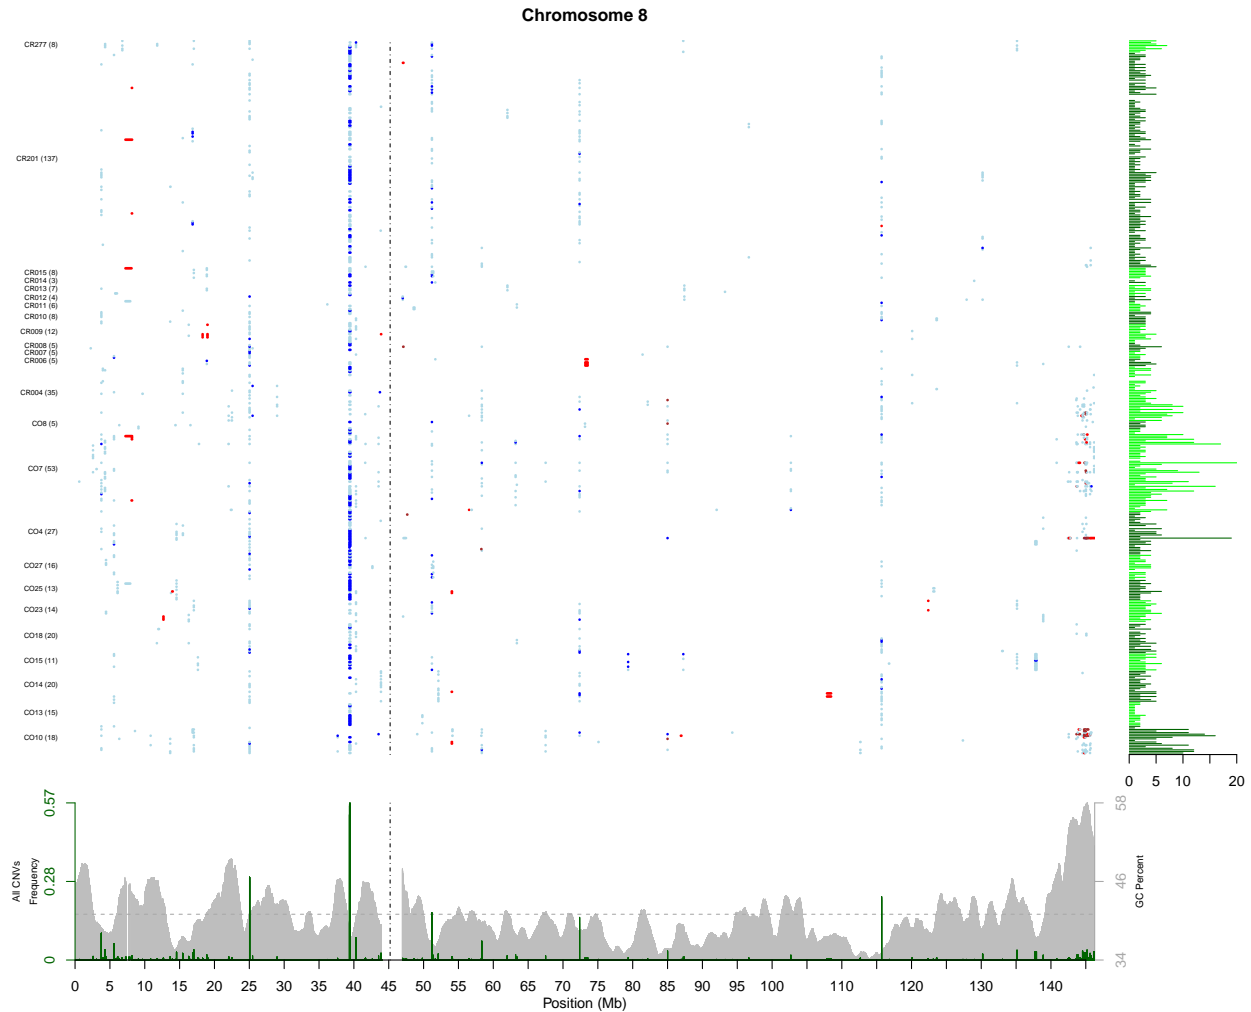 Chromosome 8
CR277 (8)
CR201 (137)
CR015 (8)
CR014 (3)
CR013 (7)
CR012 (4)
CR011 (6)
CR010 (8)
CR009 (12)
CR008 (5)
CR007 (5)
CR006 (5)
CR004 (35)
CO8 (5)
CO7 (53)
CO4 (27)
CO27 (16)
CO25 (13)
CO23 (14)
CO18 (20)
CO15 (11)
CO14 (20)
CO13 (15)
CO10 (18)
0 5 10 20
All CNVs
Frequency
0.57
0.28
0
58
46
34
GC Percent
0 5 10 15 20 25 30 35 40 45 50 55 60 65 70 75 80 85 90 95 100 110 120 130 140
Position (Mb)